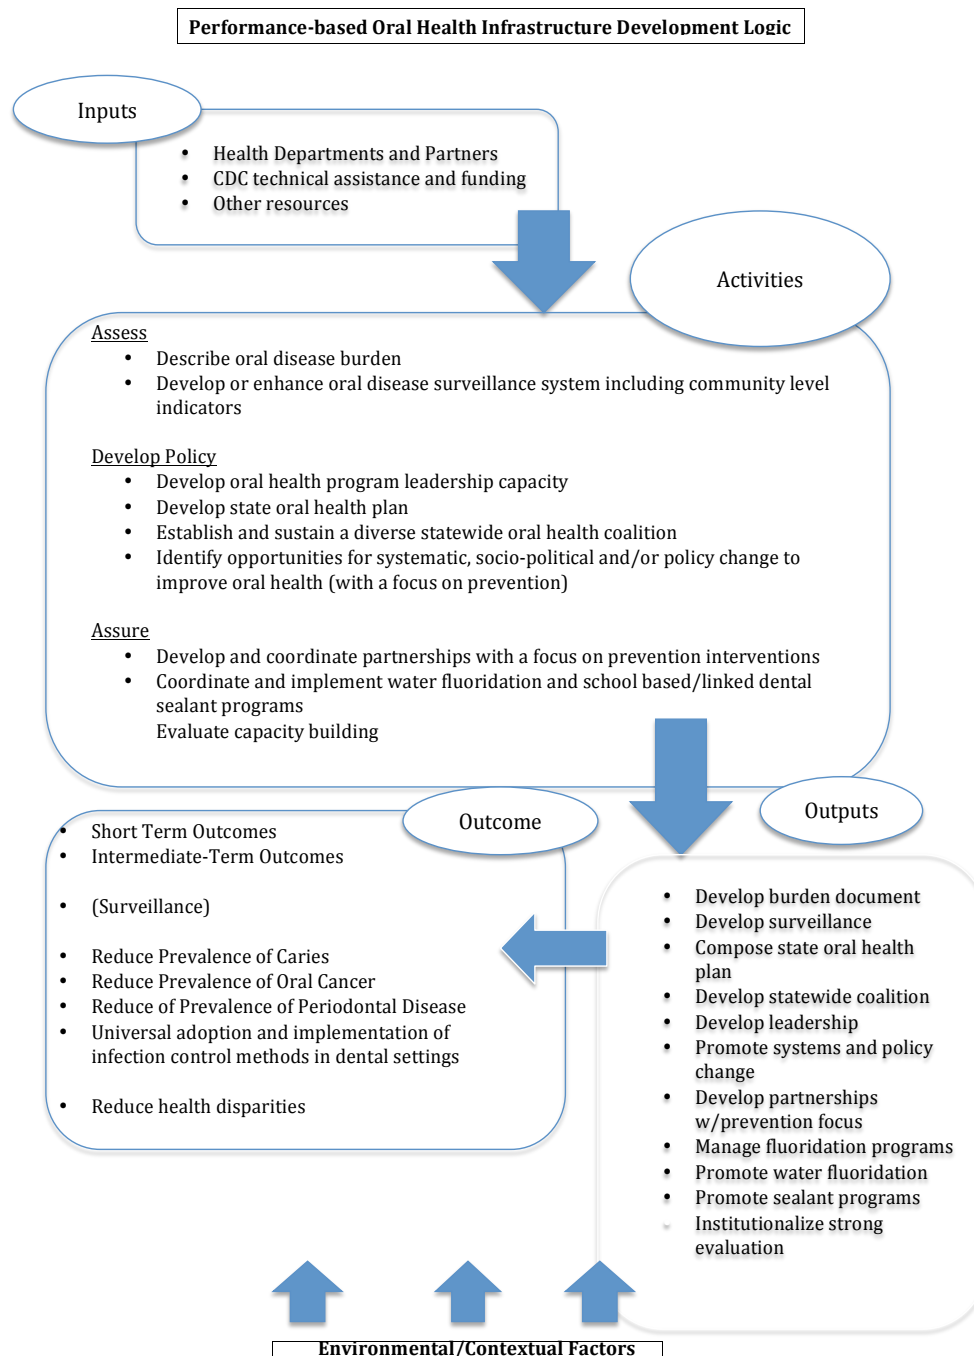 Performance-based Oral Health Infrastructure Development Logic
Inputs
• Health Departments and Partners
• CDC technical assistance and funding
• Other resources
Activities
Assess
• Describe oral disease burden
• Develop or enhance oral disease surveillance system including community level
indicators
Develop Policy
• Develop oral health program leadership capacity
• Develop state oral health plan
• Establish and sustain a diverse statewide oral health coalition
• Identify opportunities for systematic, socio-political and/or policy change to
improve oral health (with a focus on prevention)
Assure
• Develop and coordinate partnerships with a focus on prevention interventions
• Coordinate and implement water fluoridation and school based/linked dental
sealant programs
Evaluate capacity building
Outputs
• Develop burden document
• Develop surveillance
• Compose state oral health
plan
• Develop statewide coalition
• Develop leadership
• Promote systems and policy
change
• Develop partnerships
w/prevention focus
• Manage fluoridation programs
• Promote water fluoridation
• Promote sealant programs
• Institutionalize strong
evaluation
Outcome
• Short Term Outcomes
• Intermediate-Term Outcomes
• (Surveillance)
• Reduce Prevalence of Caries
• Reduce Prevalence of Oral Cancer
• Reduce of Prevalence of Periodontal Disease
• Universal adoption and implementation of
infection control methods in dental settings
• Reduce health disparities
Environmental/Contextual Factors